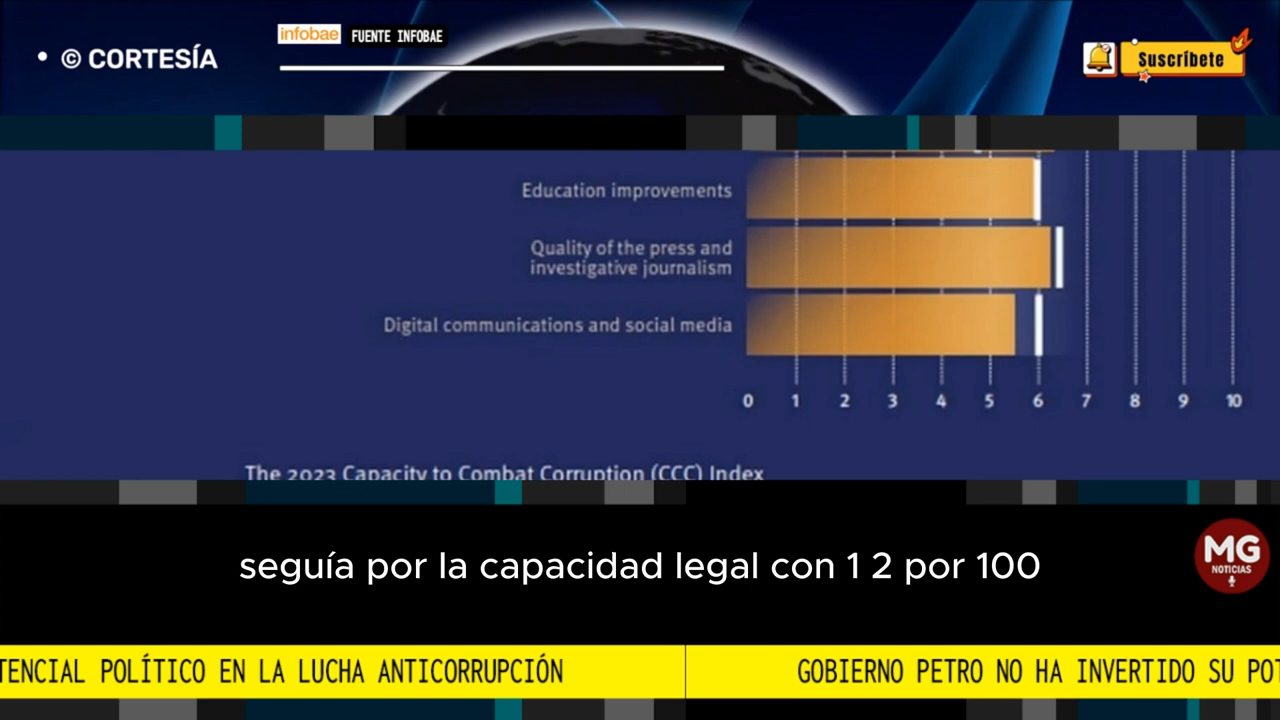 • © CORTESÍA
infobae FUENTE INFOBAE
Suscríbete
Education improvements
Quality of the press and
investigative journalism
Digital communications and social media
0 1 2 3 4 5 6 7 8 9 10
The 2023 Capacity to Combat Corruption (CCC) Index
seguía por la capacidad legal con 1 2 por 100
MG
NOTICIAS
TENCIAL POLÍTICO EN LA LUCHA ANTICORRUPCIÓN GOBIERNO PETRO NO HA INVERTIDO SU POT